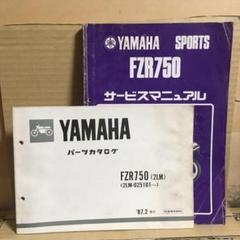 YAMAHA SPORTS
FZR750
サービスマニュアル
YAMAHA
パーツカタログ
FZR750 (2LM)
(2LM-025101~)
'87.2